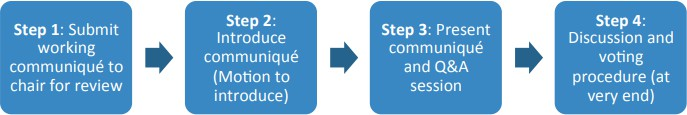 Step 1: Submit
working
communiqué to
chair for review
Step 2:
Introduce
communiqué
(Motion to
introduce)
Step 3: Present
communiqué
and Q&A
session
Step 4:
Discussion and
voting
procedure (at
very end)